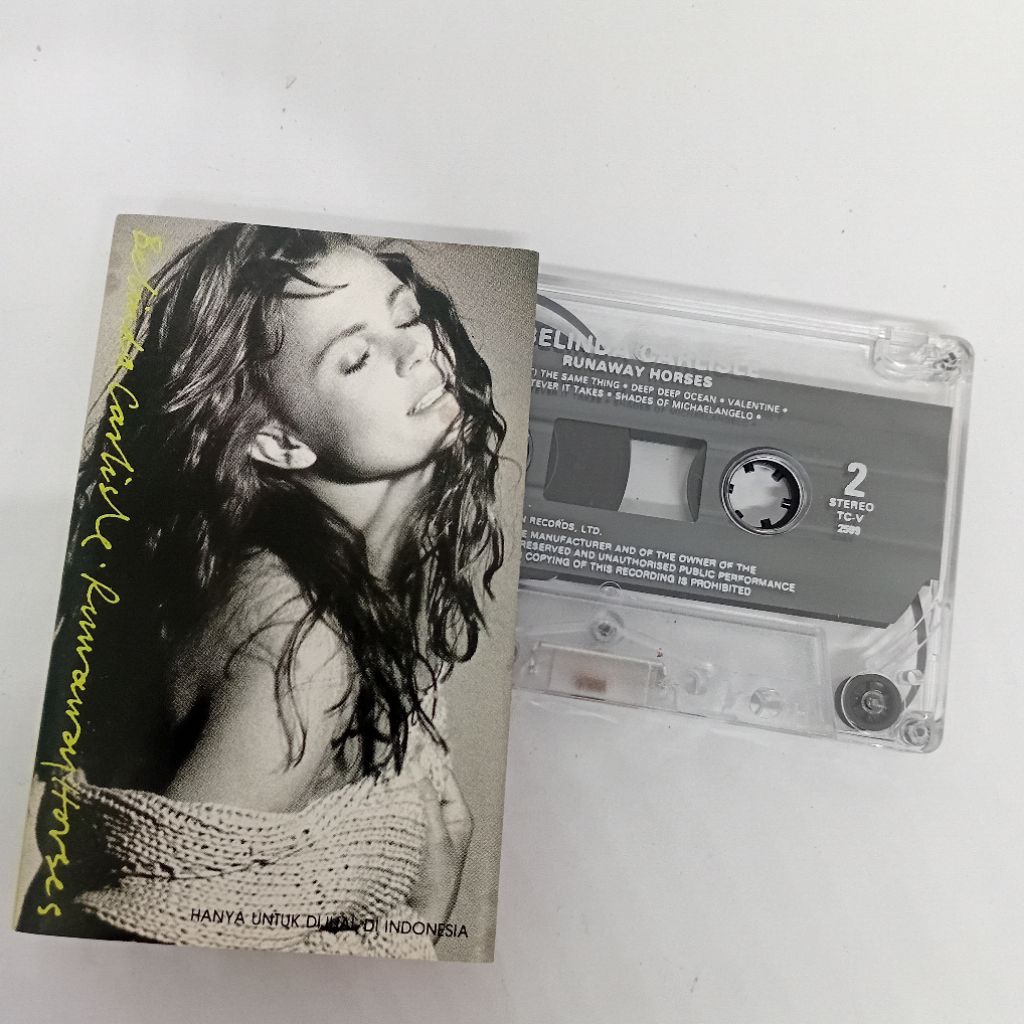 Belinda Carlisle · Runaway Horses
HANYA UNTUK DIJUAL DI INDONESIA
BELINDA CARLISLE
RUNAWAY HORSES
THE SAME THING • DEEP DEEP OCEAN • VALENTINE •
TAKES • SHADES OF MICHAELANGELO •
2
STEREO
TC-V
2599
RECORDS, LTD.
MANUFACTURER AND OF THE OWNER OF THE
RESERVED AND UNAUTHORISED PUBLIC PERFORMANCE
COPYING OF THIS RECORDING IS PROHIBITED